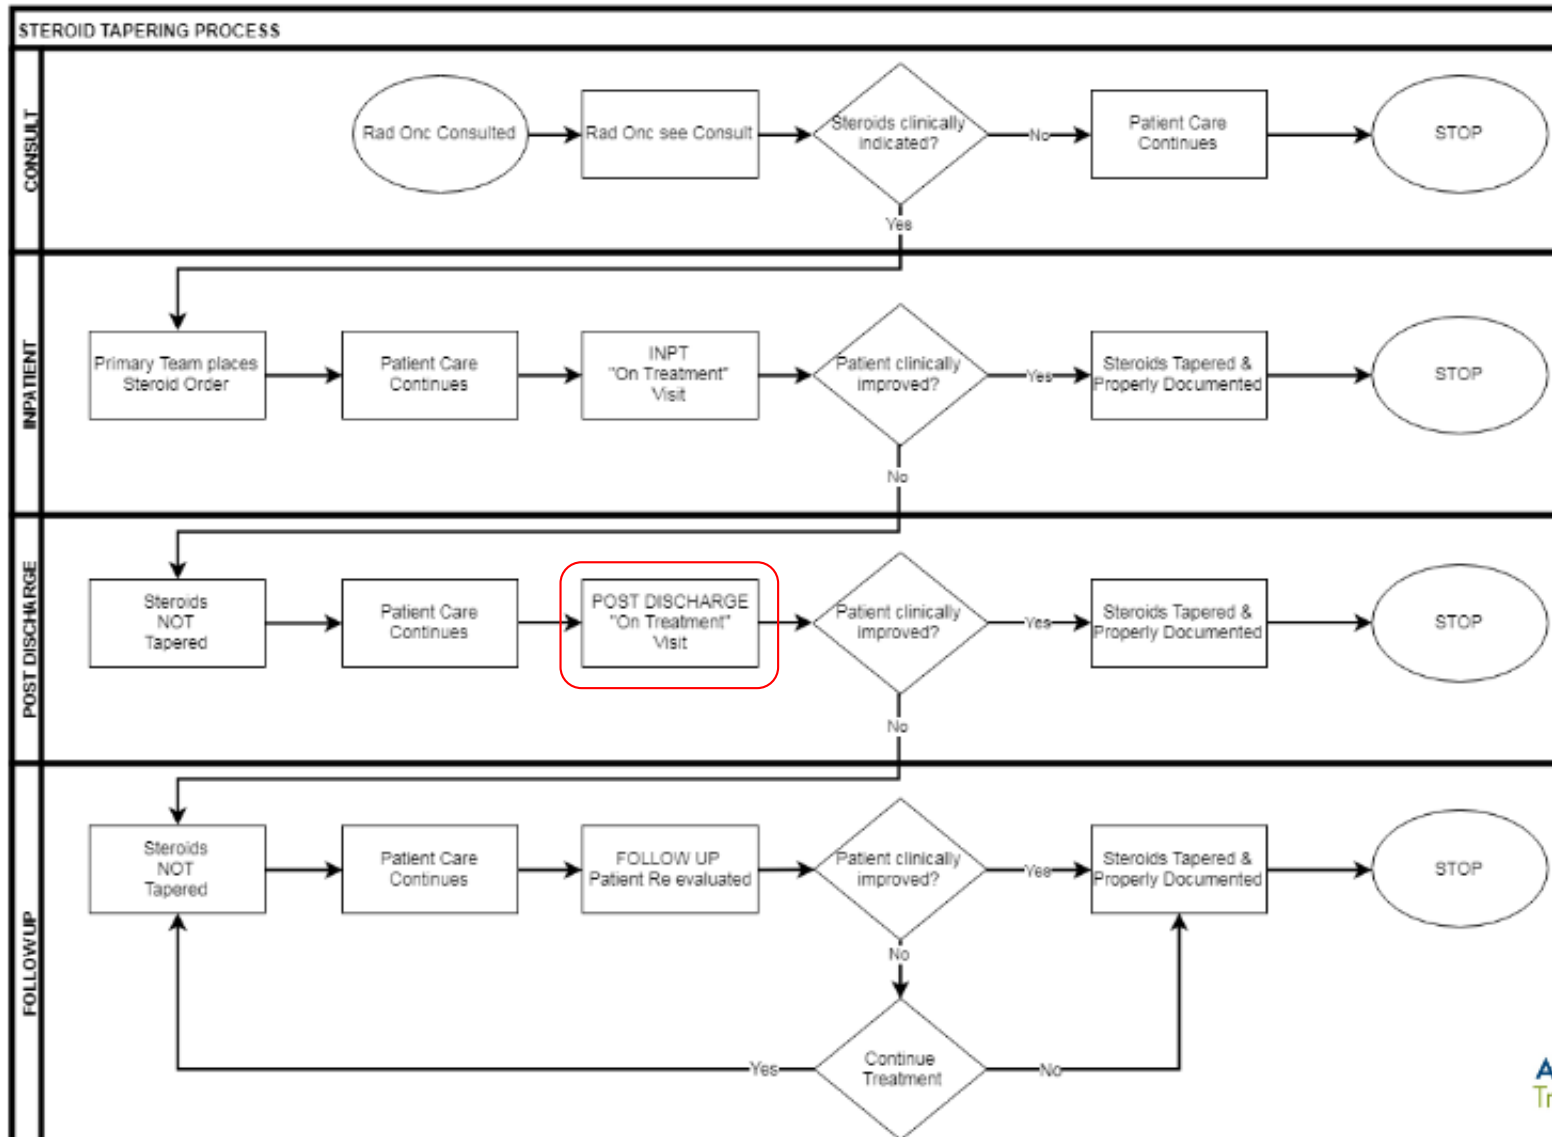 STEROID TAPERING PROCESS
CONSULT
Rad Onc Consulted
Rad Onc see Consult
Steroids clinically
indicated?
No
Patient Care
Continues
STOP
Yes
INPATIENT
Primary Team places
Steroid Order
Patient Care
Continues
INPT
"On Treatment"
Visit
Patient clinically
improved?
Yes
Steroids Tapered &
Properly Documented
STOP
No
POST DISCHARGE
Steroids
NOT
Tapered
Patient Care
Continues
POST DISCHARGE
"On Treatment"
Visit
Patient clinically
improved?
Yes
Steroids Tapered &
Properly Documented
STOP
No
FOLLOW UP
Steroids
NOT
Tapered
Patient Care
Continues
FOLLOW UP
Patient Re evaluated
Patient clinically
improved?
Yes
Steroids Tapered &
Properly Documented
STOP
No
Continue
Treatment
Yes
No